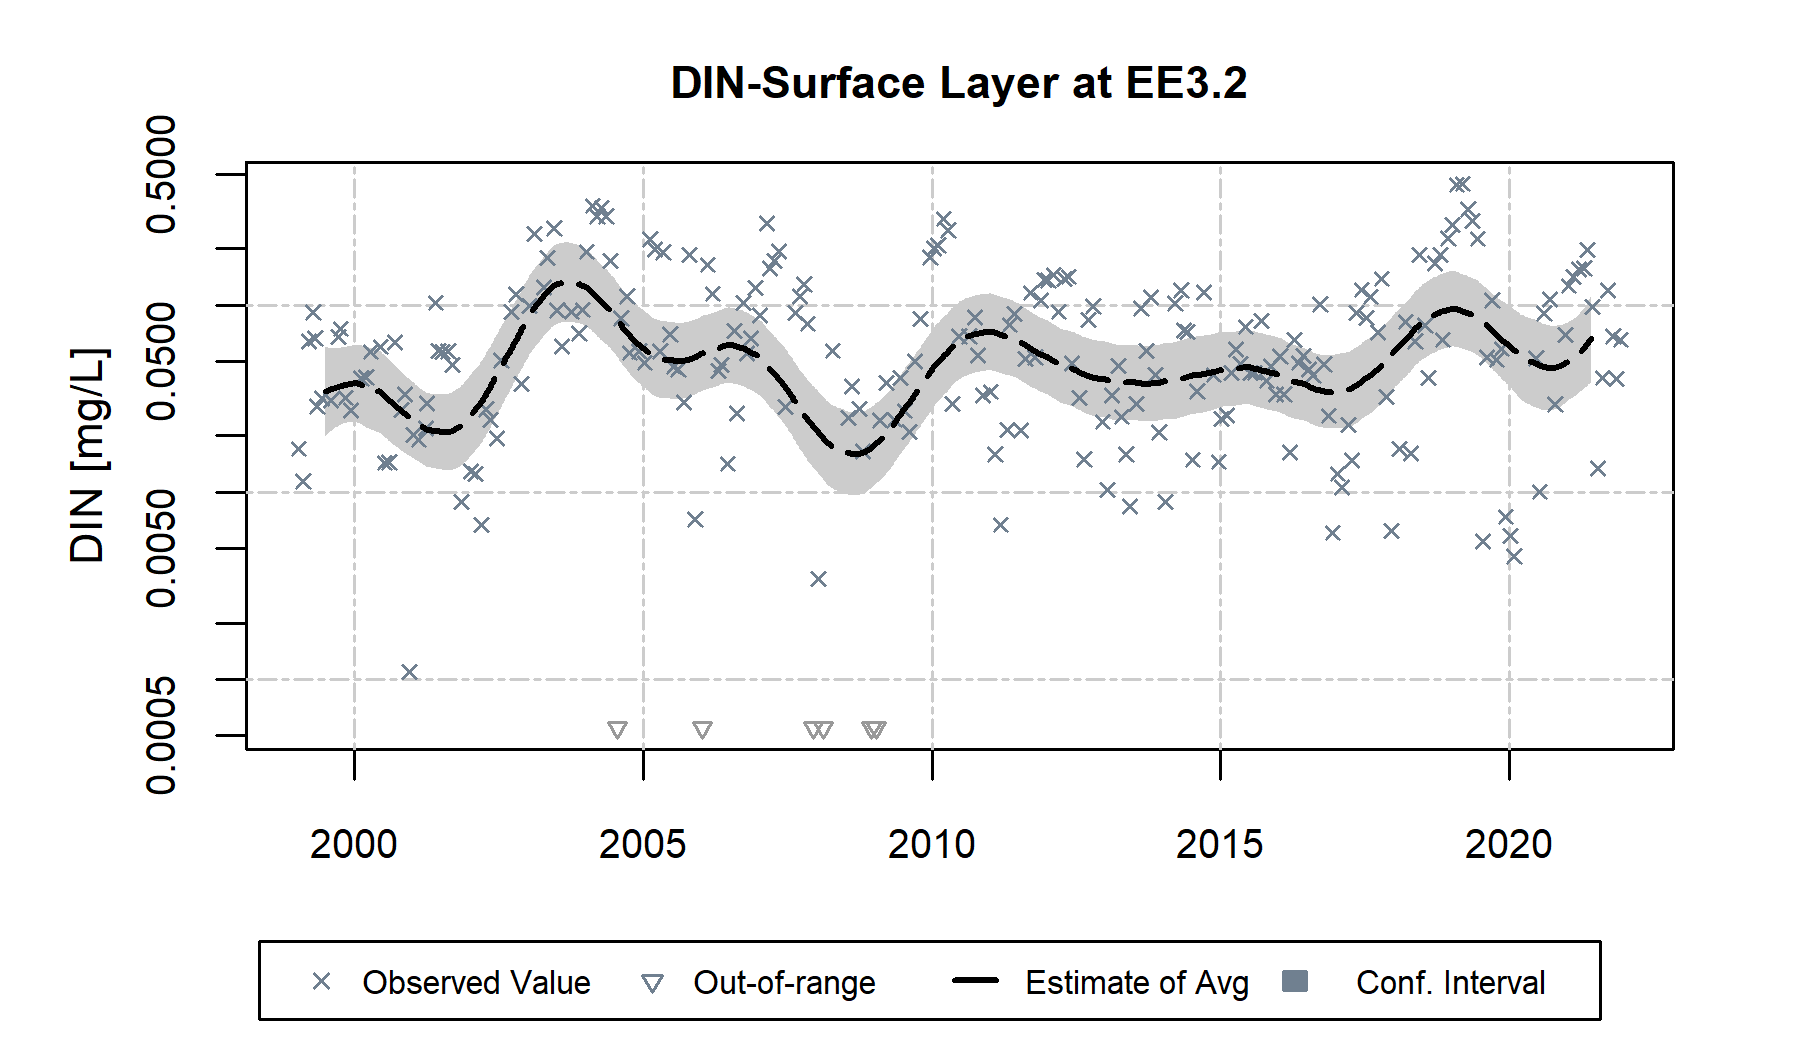 DIN-Surface Layer at EE3.2
DIN [mg/L]
0.5000
0.0500
0.0050
0.0005
2000 2005 2010 2015 2020
Observed Value Out-of-range Estimate of Avg Conf. Interval